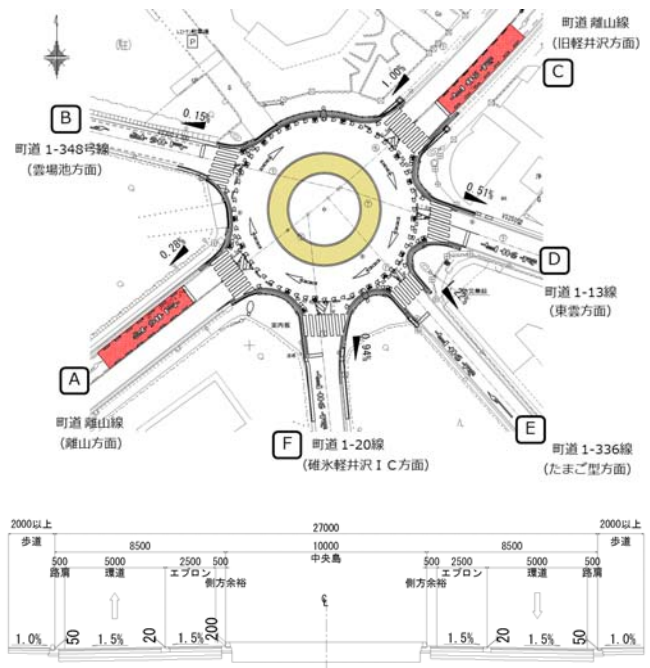 町道 離山線
(旧軽井沢方面)
C
P
1.00%
B
0.15%
町道 1-348号線
(雲場池方面)
0.51%
D
町道 1-13線
(東雲方面)
0.28%
A
町道 離山線
(離山方面)
案内板
0.94%
F
町道 1-20線
(碓氷軽井沢IC方面)
E
町道 1-336線
(たまご型方面)
2000以上
27000
2000以上
歩道
8500
10000
8500
歩道
中央島
500
5000
2500
500
500
2500
5000
500
路肩
環道
エプロン
側方余裕
側方余裕
エプロン
環道
路肩
1.0%
50
1.5%
20
1.5%
200
1.5%
20
1.5%
50
1.0%